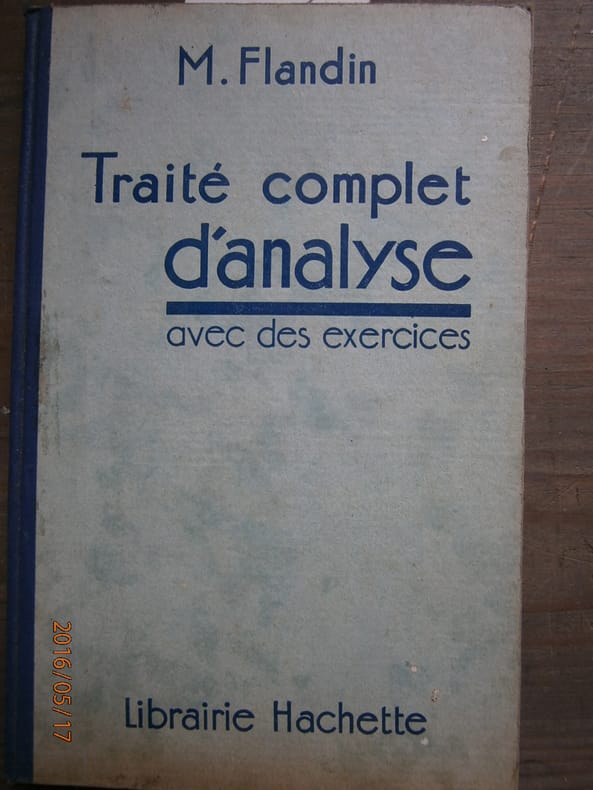 M. Flandin
Traité complet
d'analyse
avec des exercices
Librairie Hachette
2016/05/17